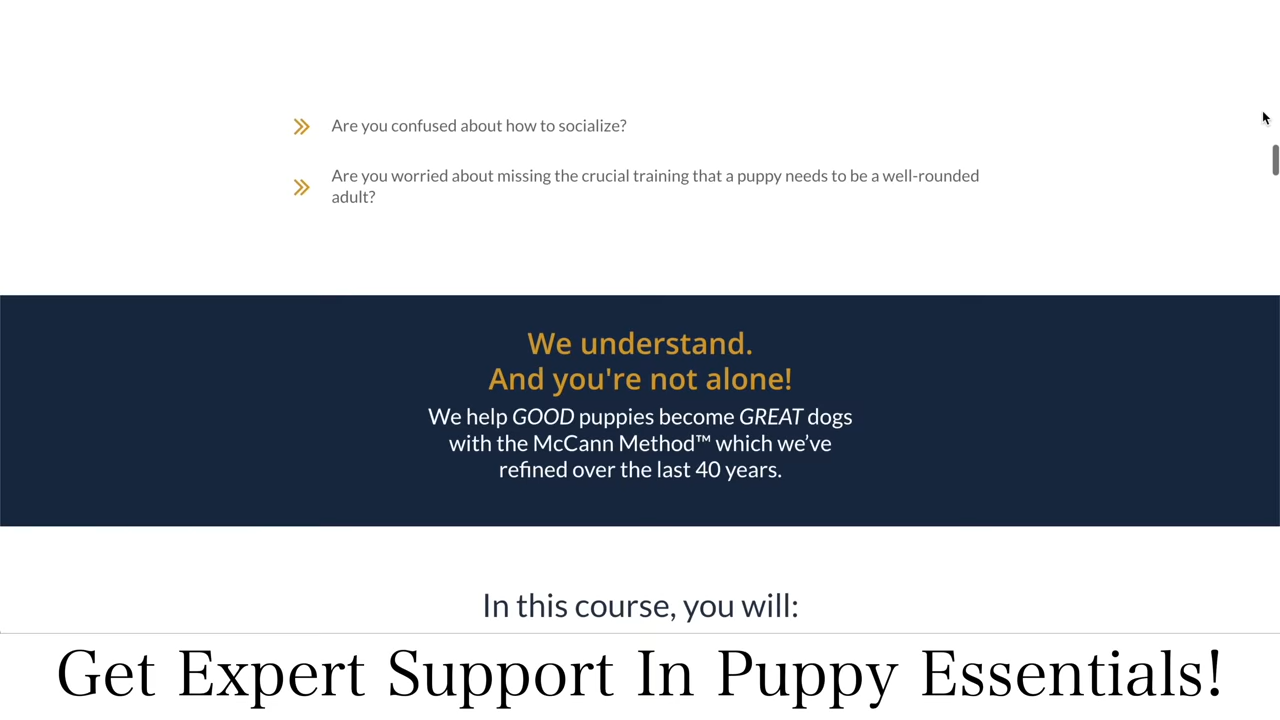 Are you confused about how to socialize?
Are you worried about missing the crucial training that a puppy needs to be a well-rounded
adult?
We understand.
And you're not alone!
We help GOOD puppies become GREAT dogs
with the McCann Method™ which we’ve
refined over the last 40 years.
In this course, you will:
Get Expert Support In Puppy Essentials!